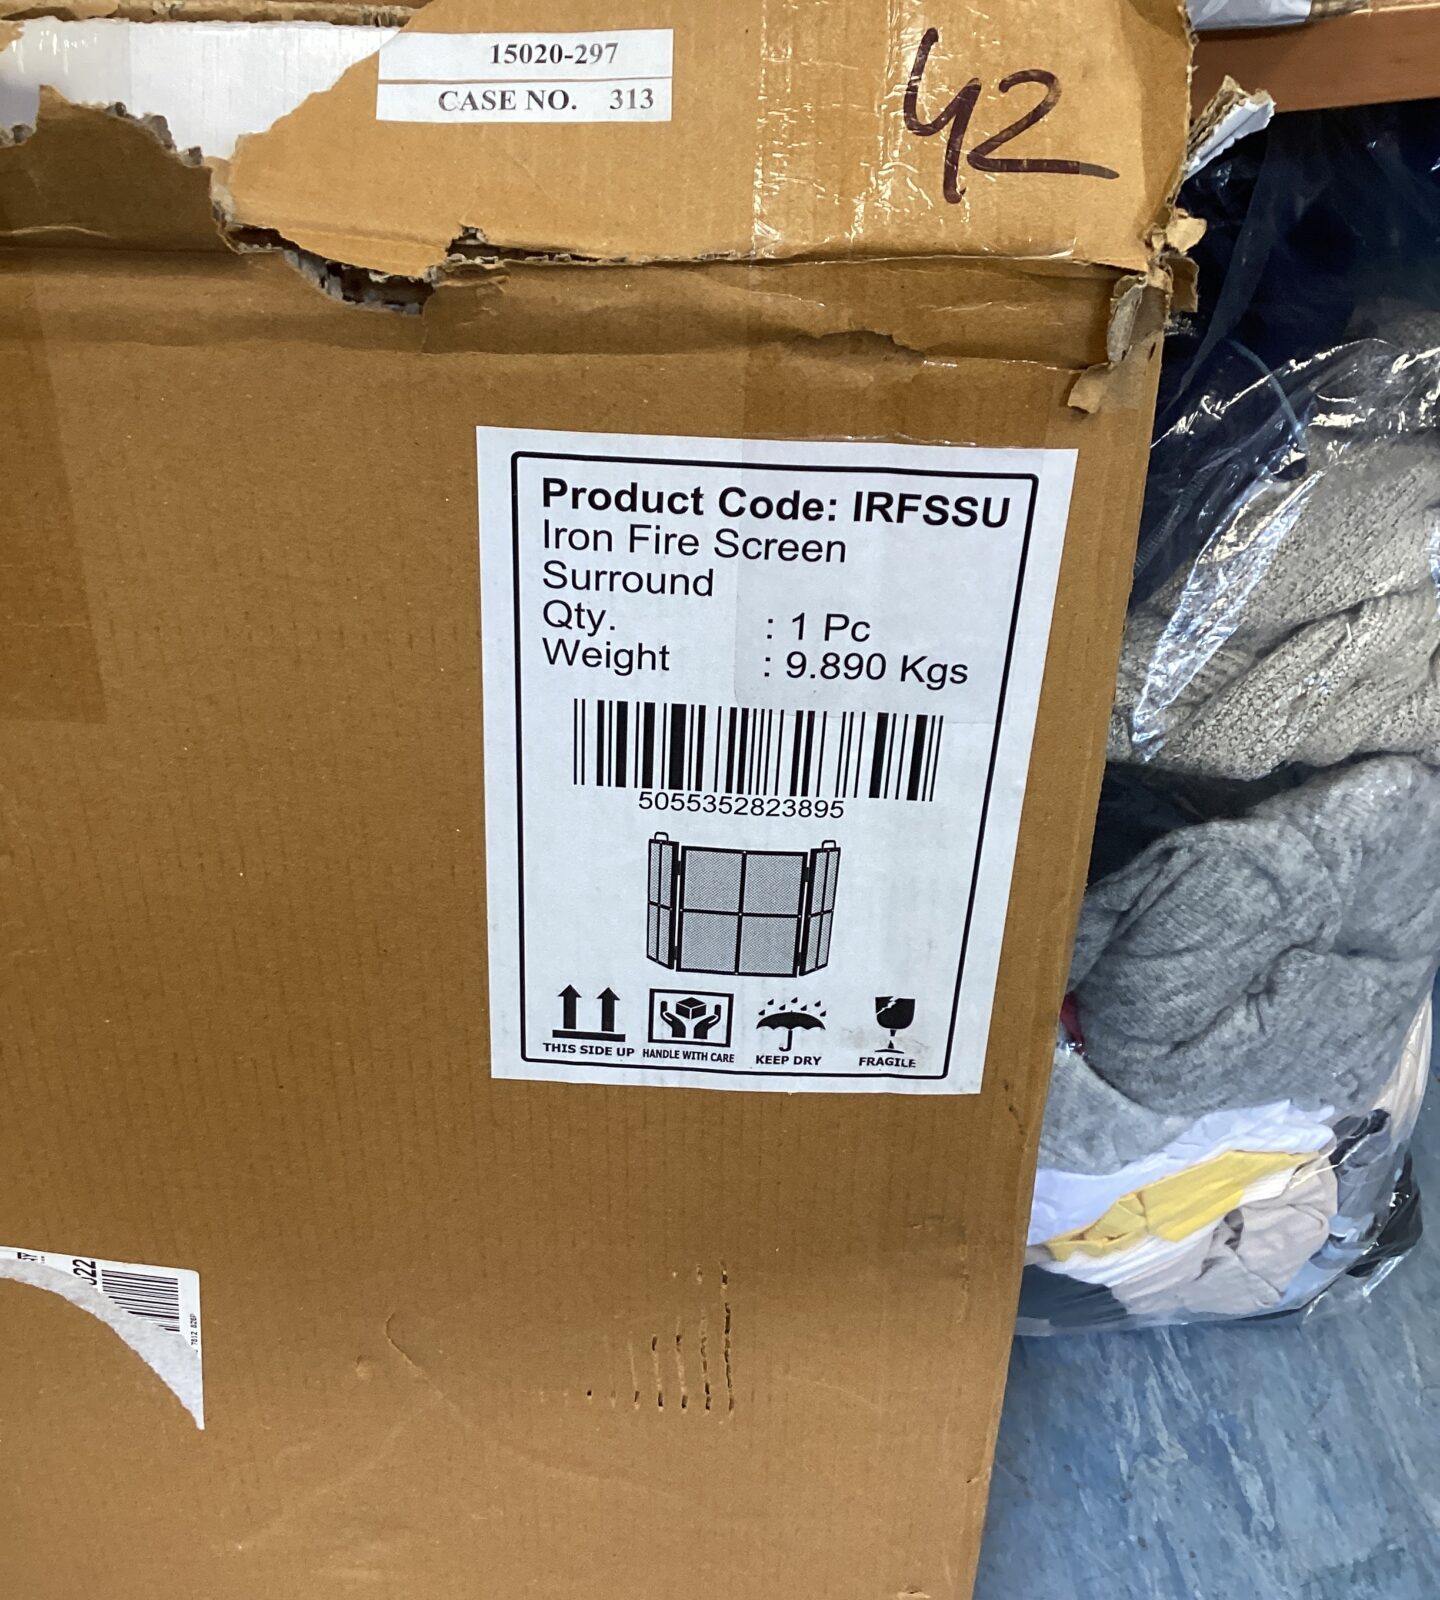 15020-297
CASE NO. 313
42
Product Code: IRFSSU
Iron Fire Screen
Surround
Qty. : 1 Pc
Weight : 9.890 Kgs
5055352823895
THIS SIDE UP HANDLE WITH CARE KEEP DRY FRAGILE